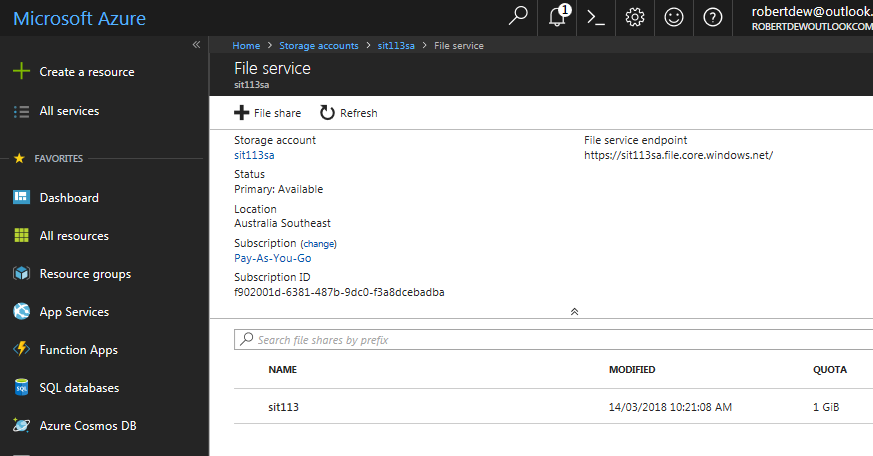 Microsoft Azure
1
robertdew@outlook.
ROBERTDEWOUTLOOKCOM
Home > Storage accounts > sit113sa > File service
File service
sit113sa
Create a resource
All services
FAVORITES
Dashboard
All resources
Resource groups
App Services
Function Apps
SQL
SQL databases
Azure Cosmos DB
File share
Refresh
Storage account
sit113sa
Status
Primary: Available
Location
Australia Southeast
Subscription (change)
Pay-As-You-Go
Subscription ID
f902001d-6381-487b-9dc0-f3a8dcebadba
File service endpoint
https://sit113sa.file.core.windows.net/
Search file shares by prefix
NAME MODIFIED QUOTA
sit113 14/03/2018 10:21:08 AM 1 GiB